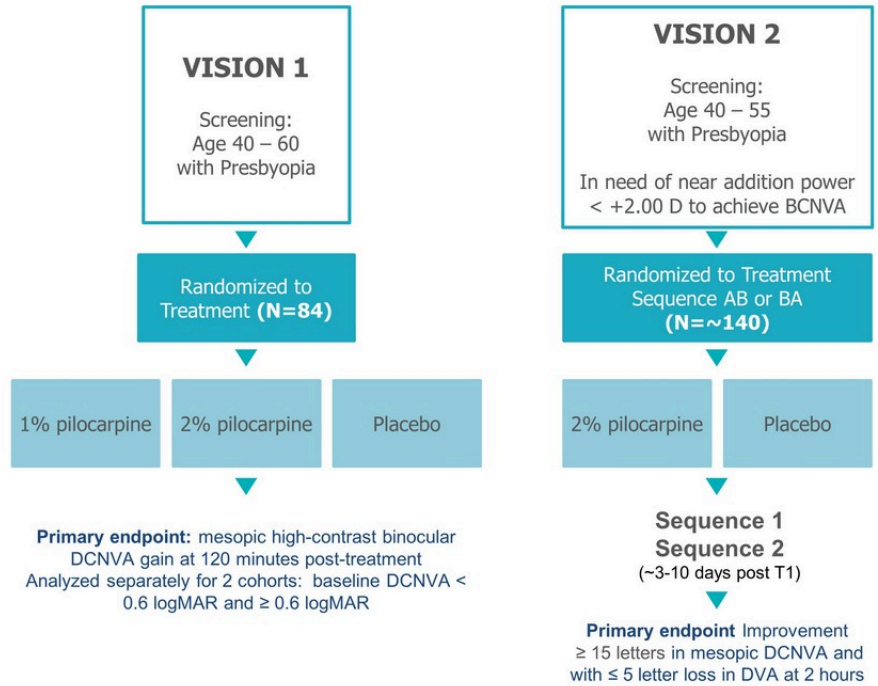 VISION 1
Screening:
Age 40 – 60
with Presbyopia
Randomized to
Treatment (N=84)
1% pilocarpine
2% pilocarpine
Placebo
Primary endpoint: mesopic high-contrast binocular
DCNVA gain at 120 minutes post-treatment
Analyzed separately for 2 cohorts: baseline DCNVA <
0.6 logMAR and ≥ 0.6 logMAR
VISION 2
Screening:
Age 40 – 55
with Presbyopia
In need of near addition power
< +2.00 D to achieve BCNVA
Randomized to Treatment
Sequence AB or BA
(N=~140)
2% pilocarpine
Placebo
Sequence 1
Sequence 2
(~3-10 days post T1)
Primary endpoint Improvement
≥ 15 letters in mesopic DCNVA and
with ≤ 5 letter loss in DVA at 2 hours